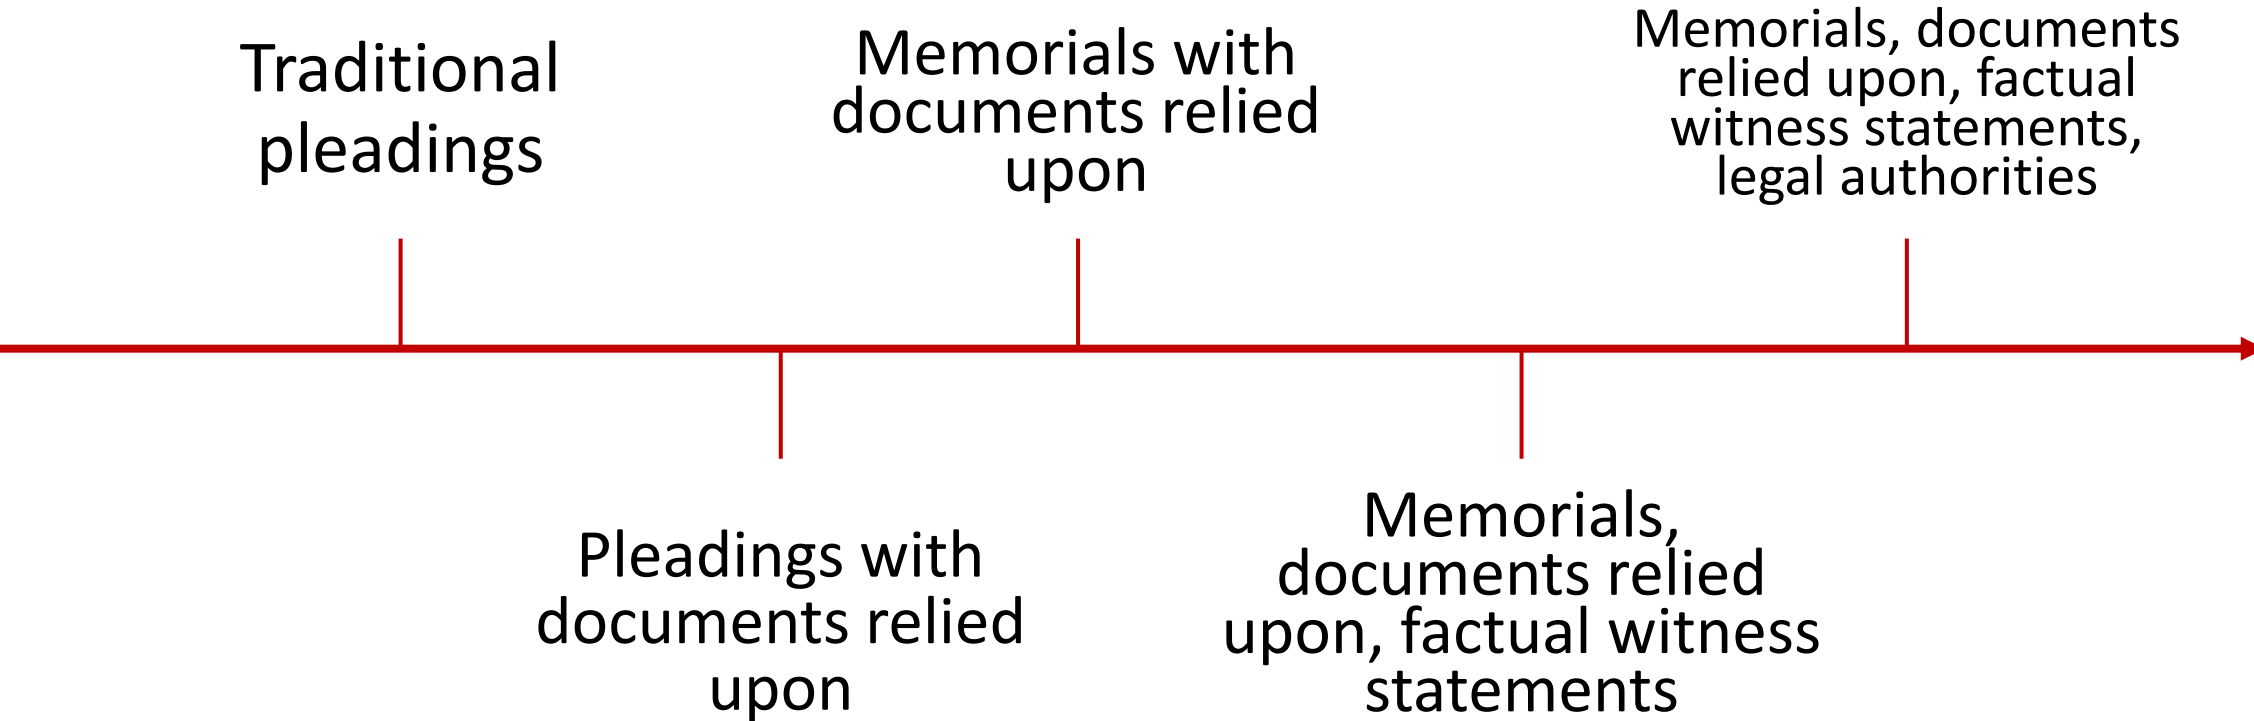 Traditional
pleadings
Memorials with
documents relied
upon
Memorials, documents
relied upon, factual
witness statements,
legal authorities
Pleadings with
documents relied
upon
Memorials,
documents relied
upon, factual witness
statements